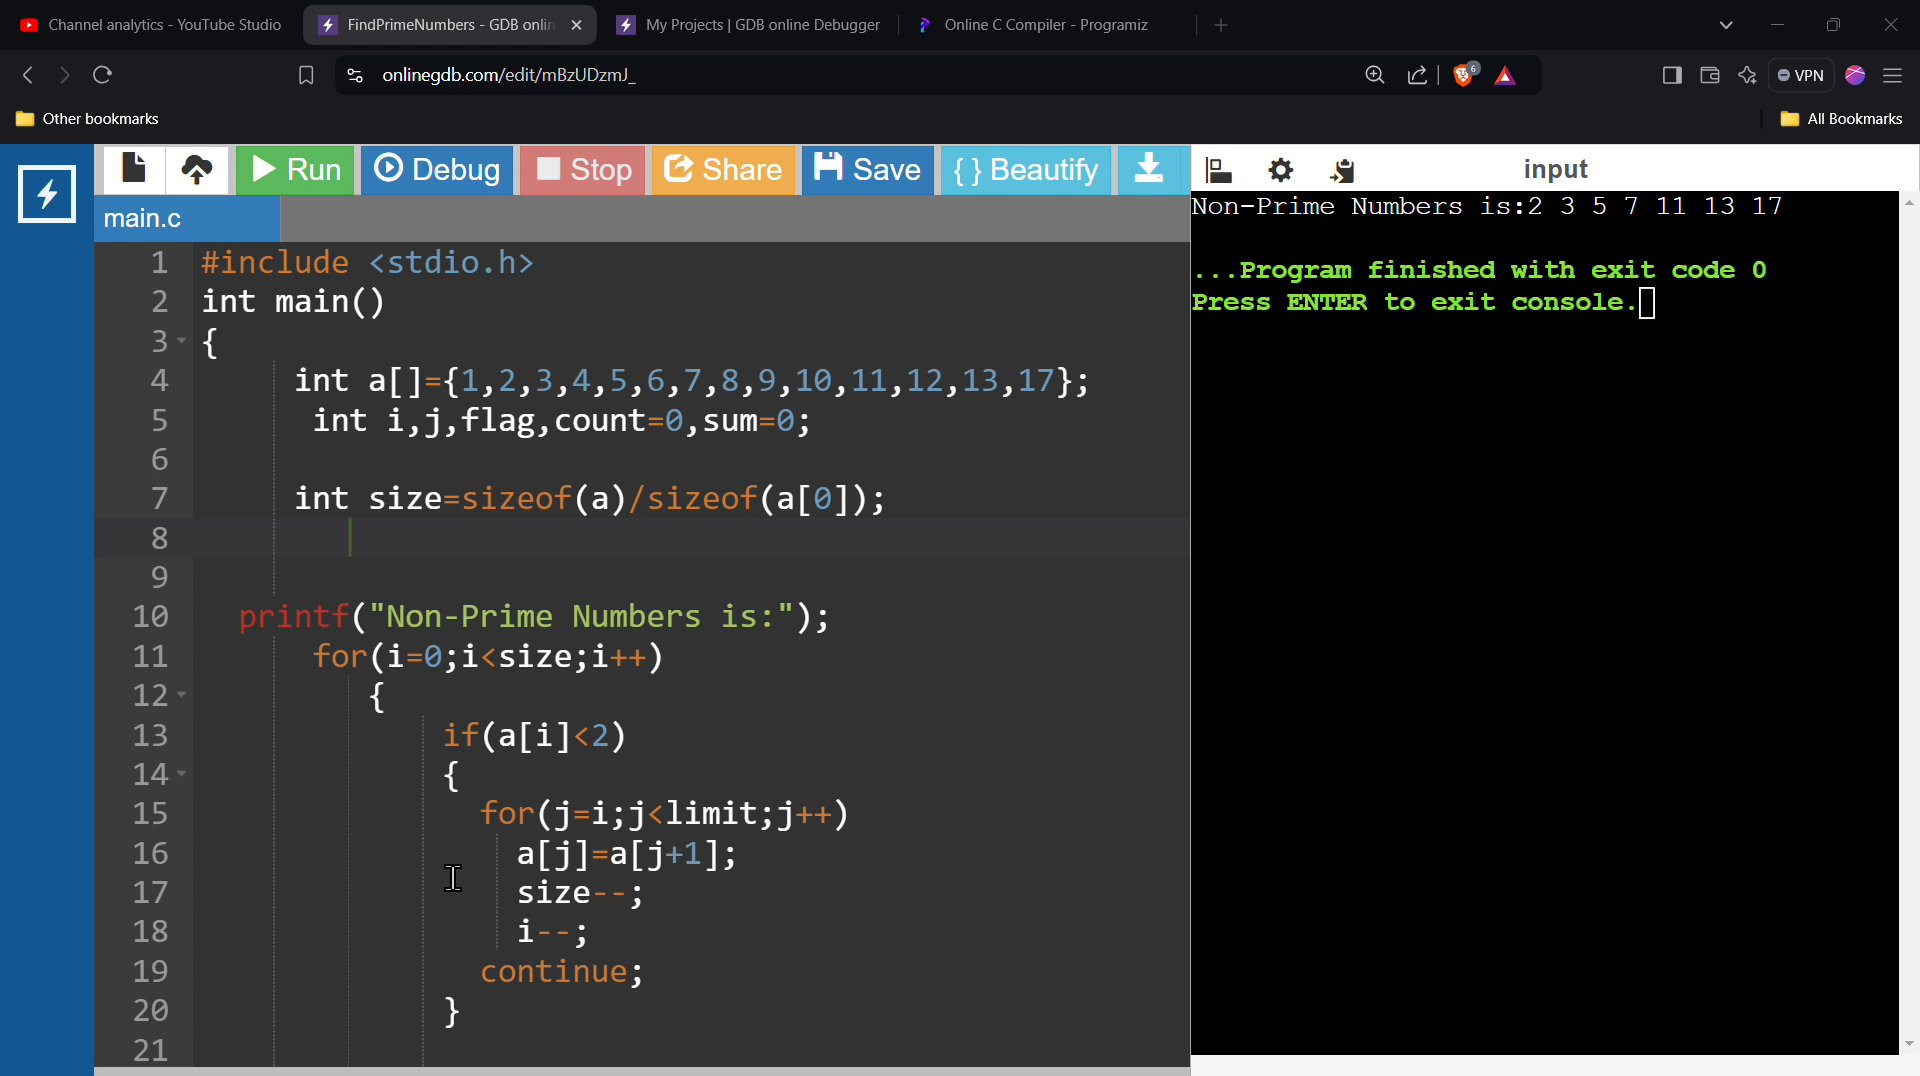 Channel analytics - YouTube Studio
FindPrimeNumbers - GDB onlin
My Projects | GDB online Debugger
Online C Compiler - Programiz
onlinegdb.com/edit/mBzUDzmJ_
6
VPN
Other bookmarks
All Bookmarks
Run
Debug
Stop
Share
Save
{ } Beautify
input
main.c
1 #include <stdio.h>
2 int main()
3 {
4 int a[]={1,2,3,4,5,6,7,8,9,10,11,12,13,17};
5 int i,j,flag,count=0,sum=0;
6
7 int size=sizeof(a)/sizeof(a[0]);
8
9
10 printf("Non-Prime Numbers is:");
11 for(i=0;i<size;i++)
12 {
13 if(a[i]<2)
14 {
15 for(j=i;j<limit;j++)
16 a[j]=a[j+1];
17 size--;
18 i--;
19 continue;
20 }
21
Non-Prime Numbers is:2 3 5 7 11 13 17
...Program finished with exit code 0
Press ENTER to exit console.